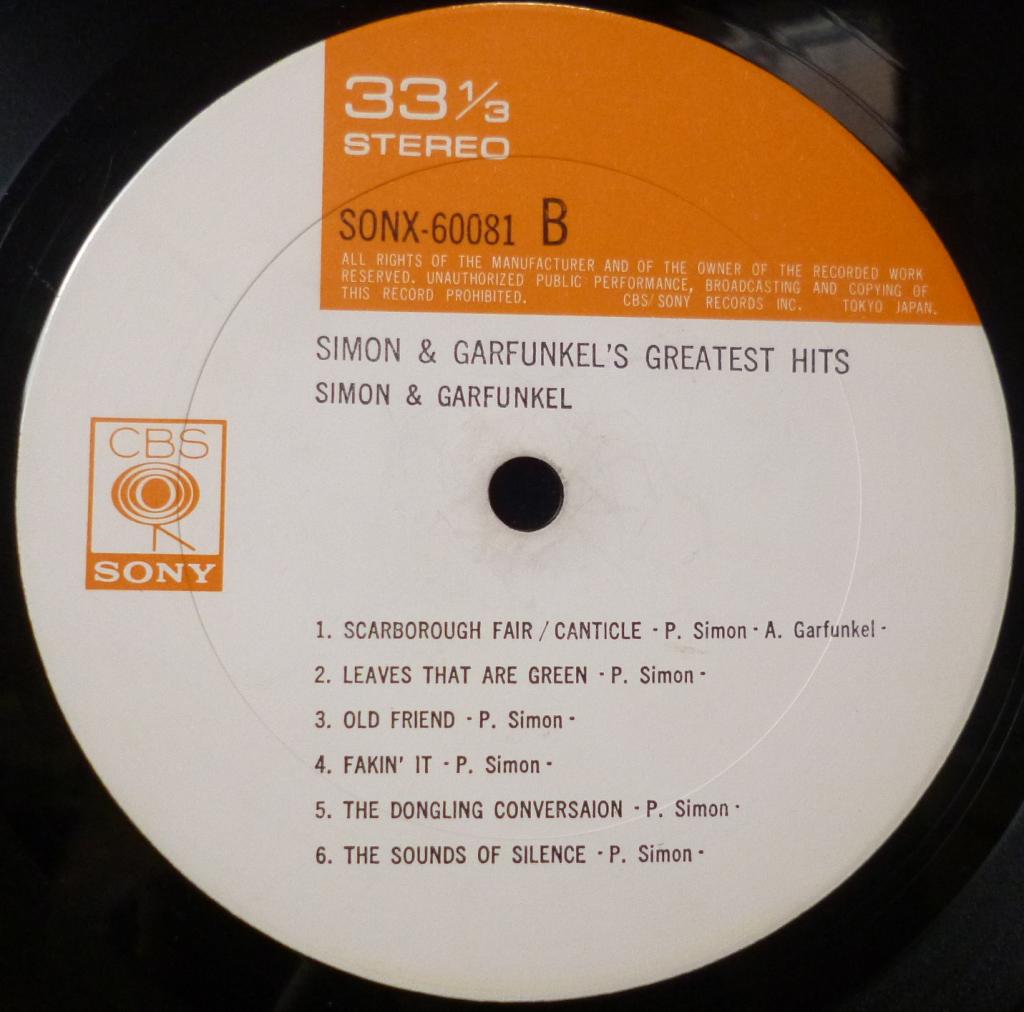 33 1/3
STEREO
SONX-60081 B
ALL RIGHTS OF THE MANUFACTURER AND OF THE OWNER OF THE RECORDED WORK
RESERVED. UNAUTHORIZED PUBLIC PERFORMANCE, BROADCASTING AND COPYING OF
THIS RECORD PROHIBITED. CBS/SONY RECORDS INC. TOKYO JAPAN.
SIMON & GARFUNKEL'S GREATEST HITS
SIMON & GARFUNKEL
CBS
SONY
1. SCARBOROUGH FAIR / CANTICLE - P. Simon - A. Garfunkel -
2. LEAVES THAT ARE GREEN - P. Simon -
3. OLD FRIEND - P. Simon -
4. FAKIN' IT - P. Simon -
5. THE DONGLING CONVERSAION - P. Simon -
6. THE SOUNDS OF SILENCE - P. Simon -